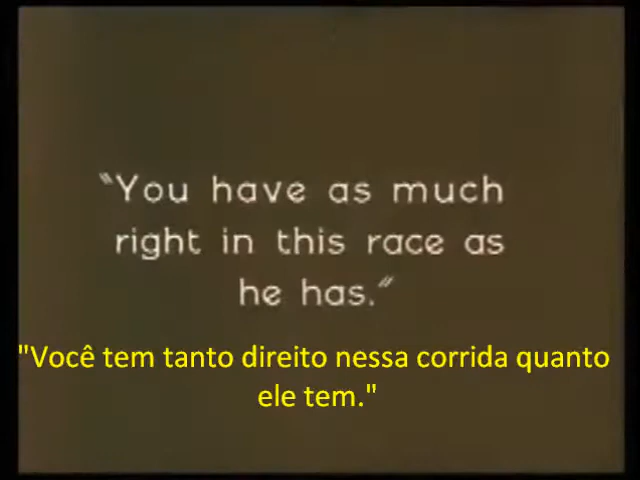 "You have as much
right in this race as
he has."
"Você tem tanto direito nessa corrida quanto
ele tem."